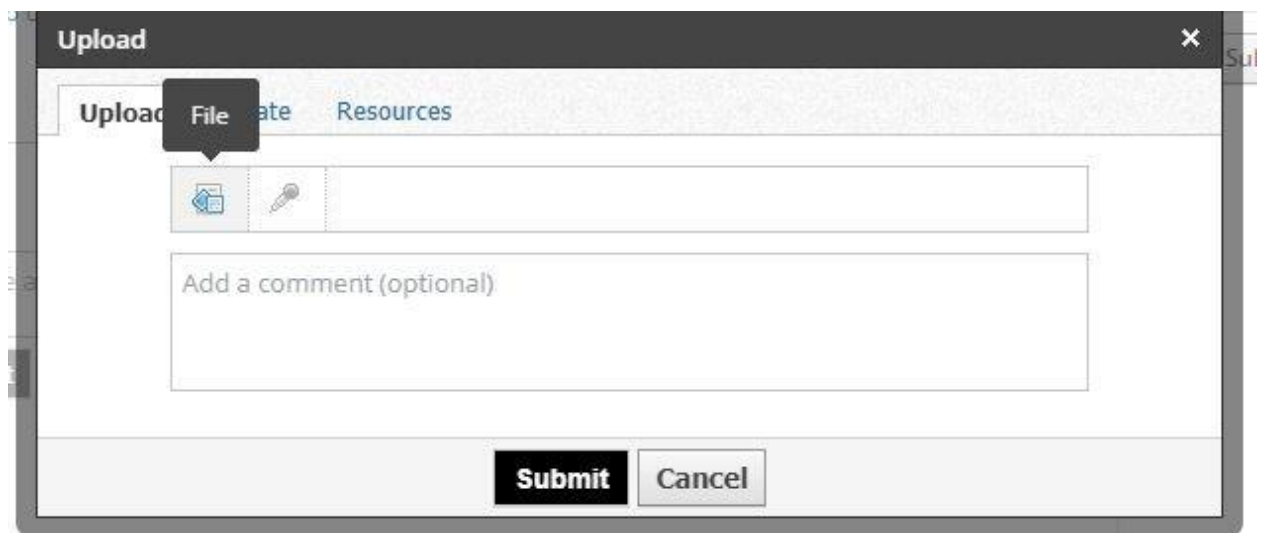 Upload
Upload File ate Resources
Add a comment (optional)
Submit Cancel